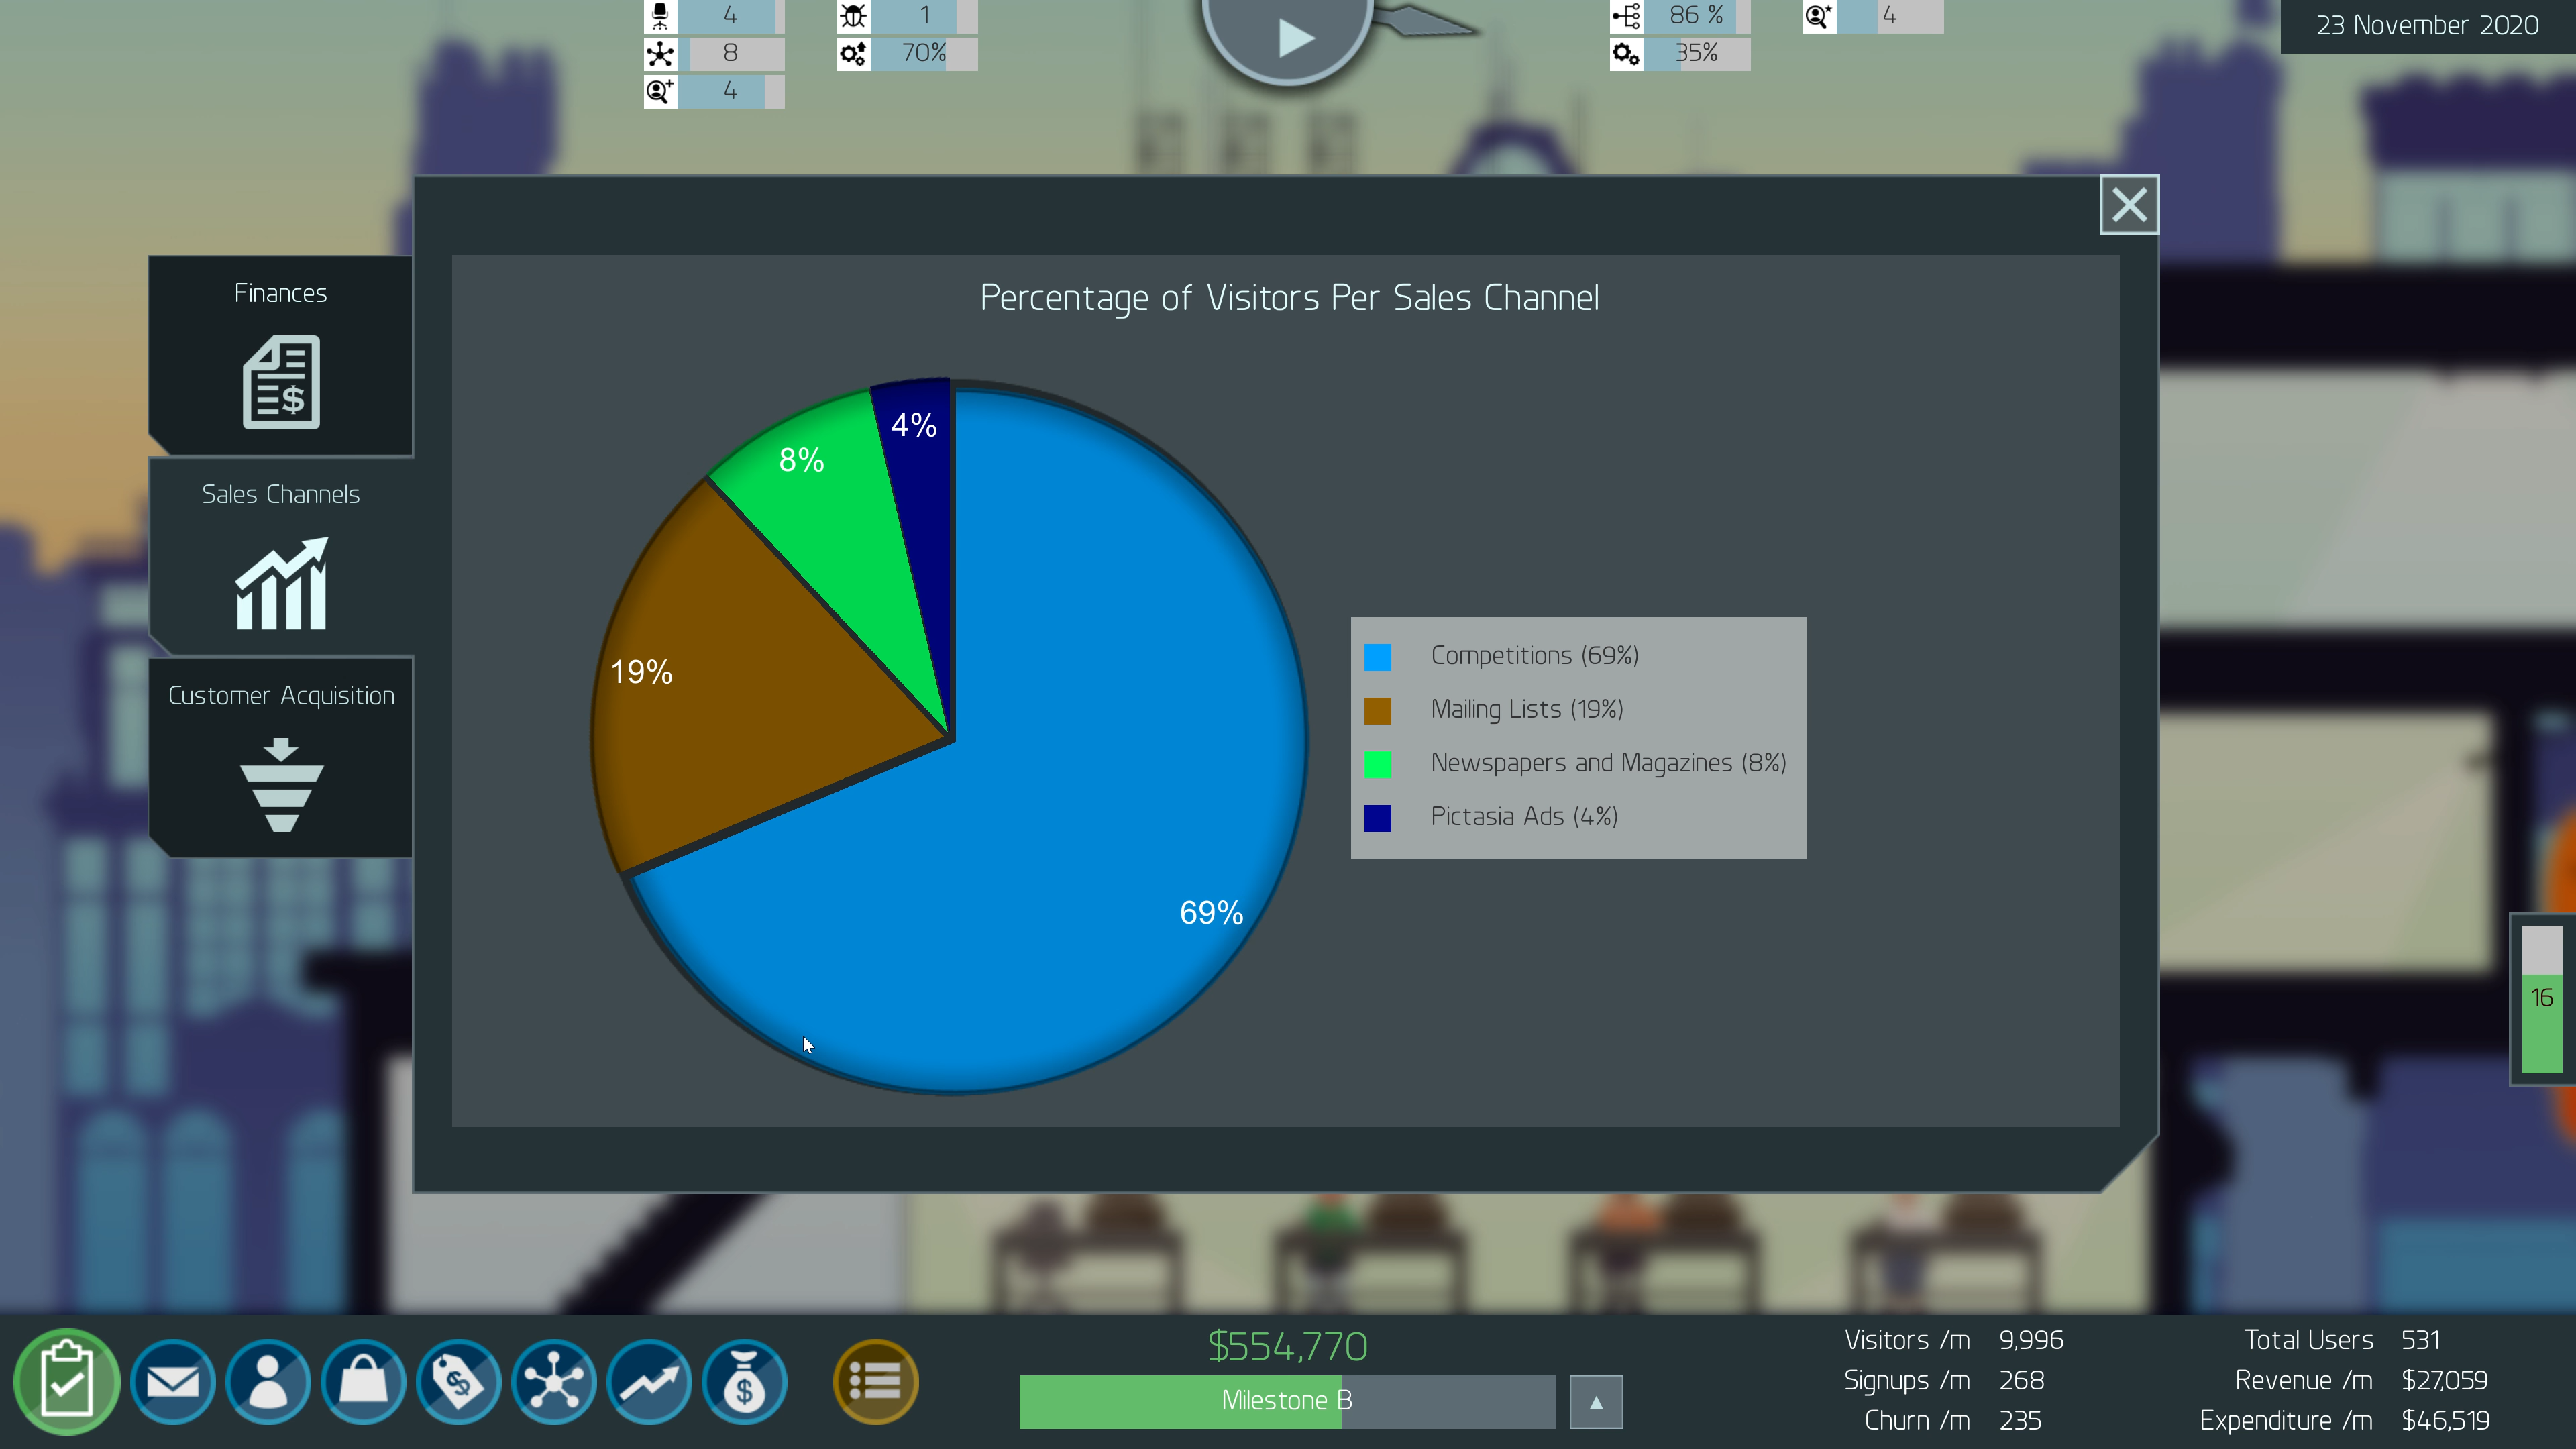 4
1
86 %
4
23 November 2020
8
70%
35%
4
Finances
Sales Channels
Customer Acquisition
Percentage of Visitors Per Sales Channel
4%
8%
19%
69%
Competitions (69%)
Mailing Lists (19%)
Newspapers and Magazines (8%)
Pictasia Ads (4%)
16
$554,770
Milestone B
Visitors /m 9,996
Signups /m 268
Churn /m 235
Total Users 531
Revenue /m $27,059
Expenditure /m $46,519